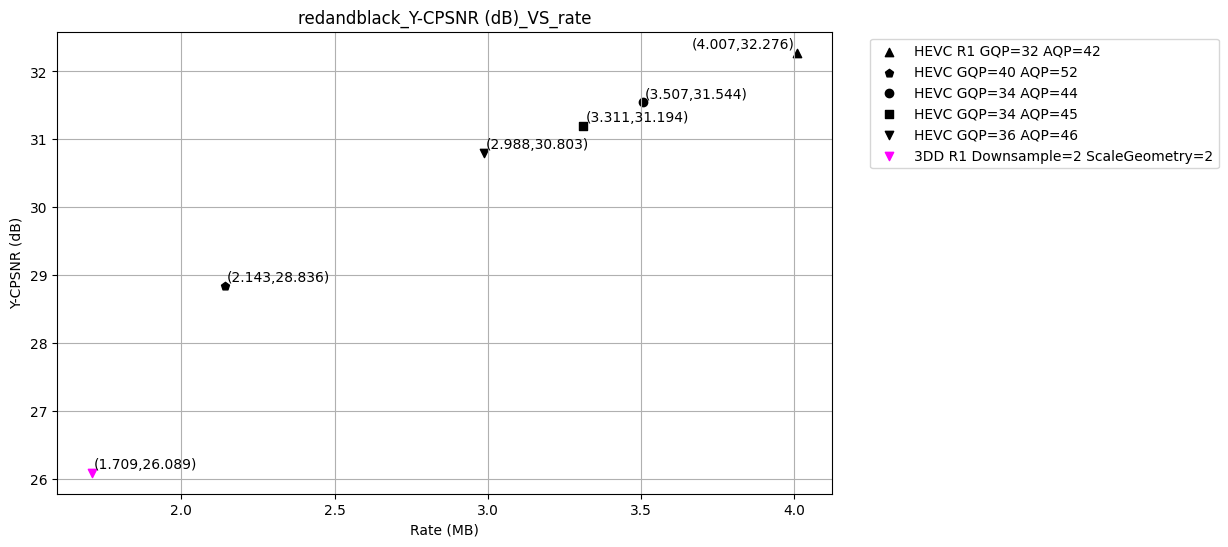 redandblack_Y-CPSNR (dB)_VS_rate
(4.007,32.276)
(3.507,31.544)
(3.311,31.194)
(2.988,30.803)
(2.143,28.836)
(1.709,26.089)
32
31
30
29
28
27
26
Y-CPSNR (dB)
2.0 2.5 3.0 3.5 4.0
Rate (MB)
HEVC R1 GQP=32 AQP=42
HEVC GQP=40 AQP=52
HEVC GQP=34 AQP=44
HEVC GQP=34 AQP=45
HEVC GQP=36 AQP=46
3DD R1 Downsample=2 ScaleGeometry=2